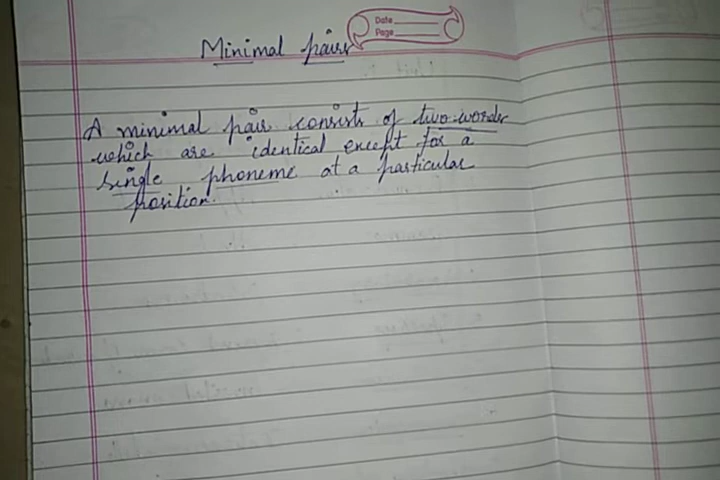 Date
Page
Minimal pairs
A minimal pair consists of two words
which are identical except for a
single phoneme at a particular
position.